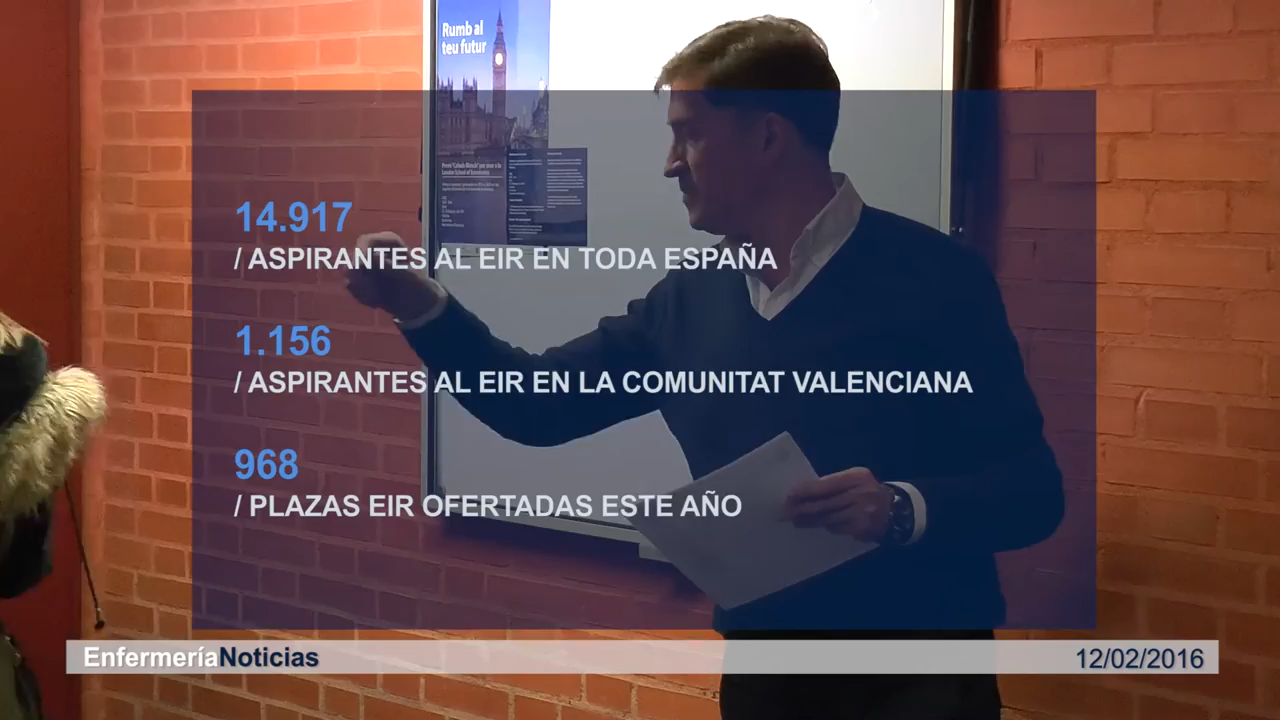 Rumb al
teu futur
14.917
/ ASPIRANTES AL EIR EN TODA ESPAÑA
1.156
/ ASPIRANTES AL EIR EN LA COMUNITAT VALENCIANA
968
/ PLAZAS EIR OFERTADAS ESTE AÑO
EnfermeríaNoticias
12/02/2016